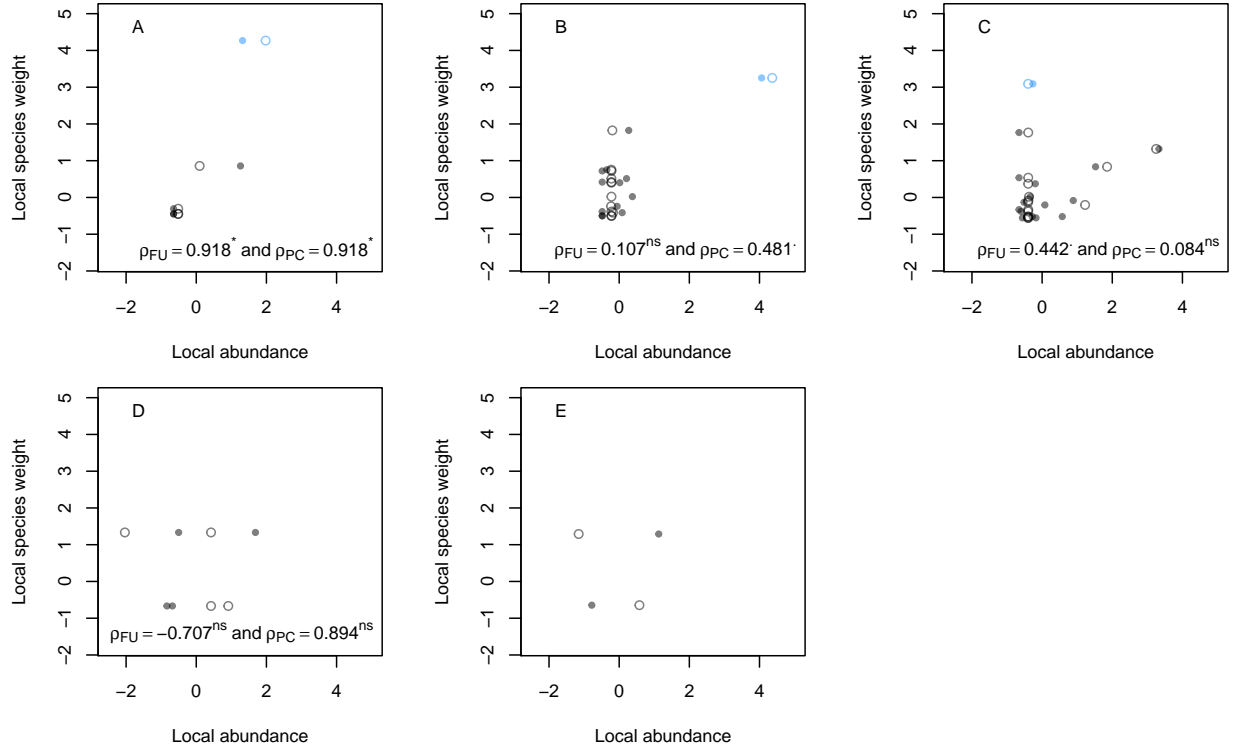 A
B
C
5
4
3
2
1
0
−1
−2
5
4
3
2
1
0
−1
−2
5
4
3
2
1
0
−1
−2
Local species weight
Local species weight
Local species weight
ρFU = 0.918* and ρPC = 0.918*
ρFU = 0.107ns and ρPC = 0.481·
ρFU = 0.442· and ρPC = 0.084ns
−2 0 2 4
−2 0 2 4
−2 0 2 4
Local abundance
Local abundance
Local abundance
D
E
5
4
3
2
1
0
−1
−2
5
4
3
2
1
0
−1
−2
Local species weight
Local species weight
ρFU = −0.707ns and ρPC = 0.894ns
−2 0 2 4
−2 0 2 4
Local abundance
Local abundance